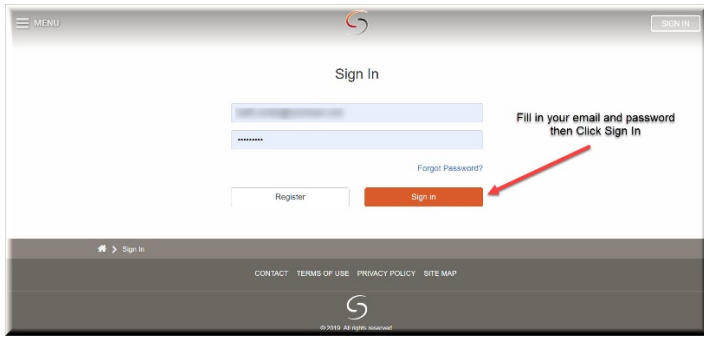 MENU
SIGN IN
Sign In
Fill in your email and password
then Click Sign In
•••••••••
Forgot Password?
Register
Sign in
Sign In
CONTACT TERMS OF USE PRIVACY POLICY SITE MAP
© 2019 All rights reserved